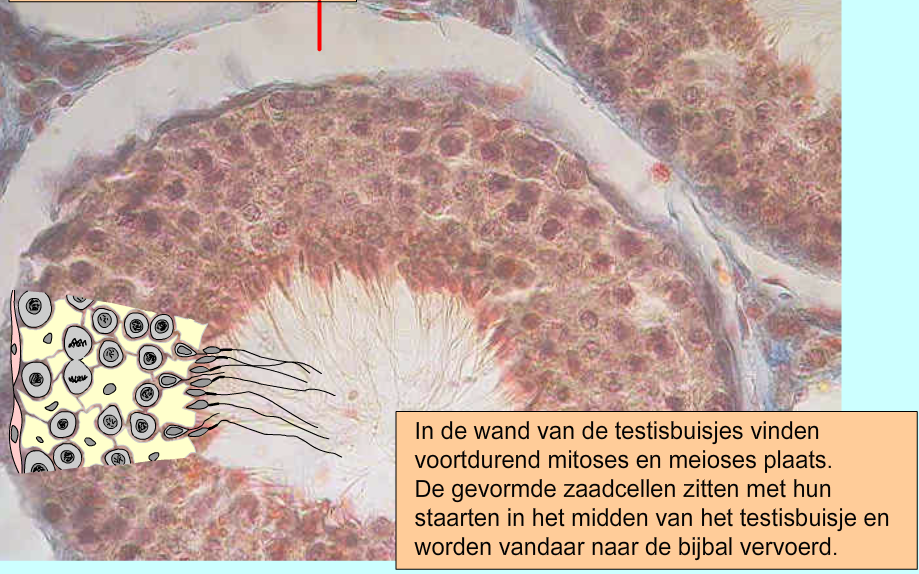 In de wand van de testisbuisjes vinden
voortdurend mitoses en meioses plaats.
De gevormde zaadcellen zitten met hun
staarten in het midden van het testisbuisje en
worden vandaar naar de bijbal vervoerd.